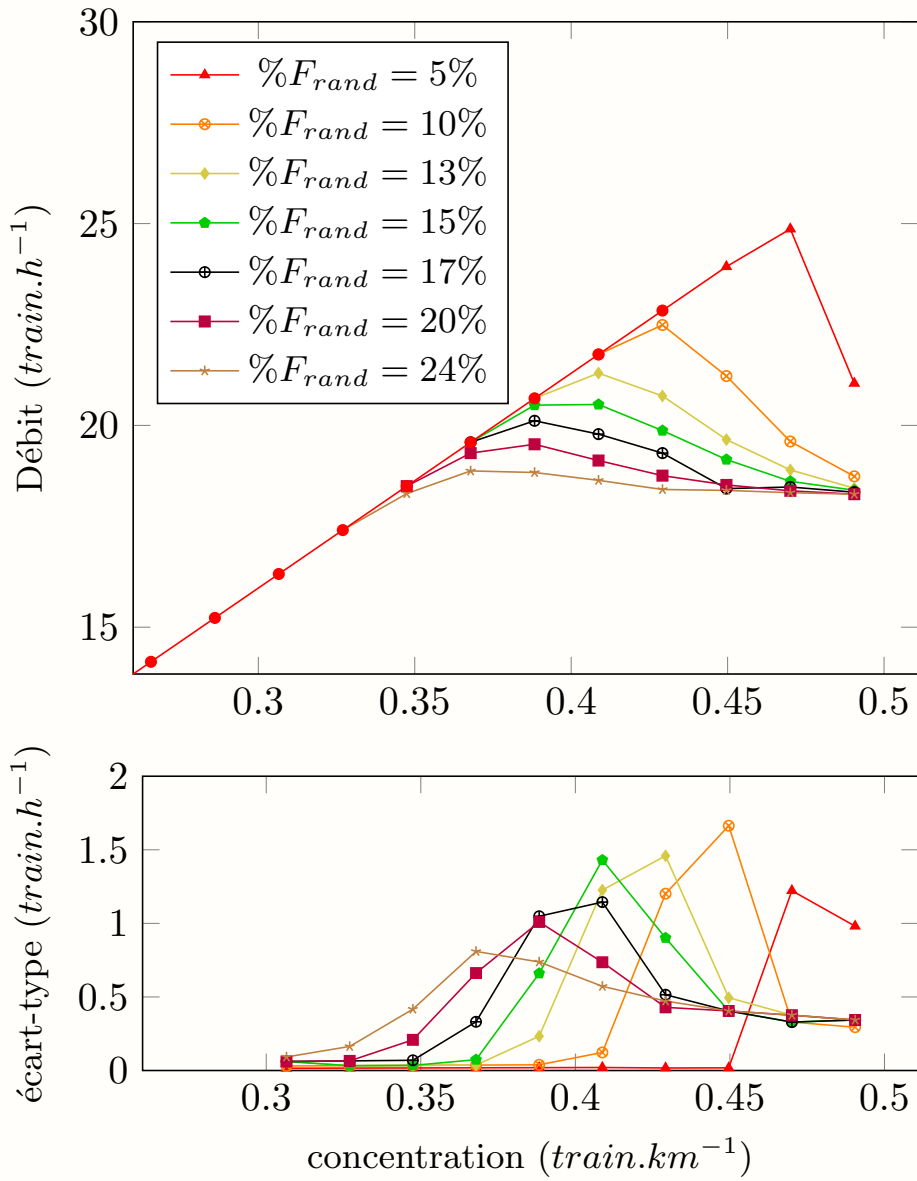 30
25
20
15
Débit (train.h⁻¹)
%F_rand = 5%
%F_rand = 10%
%F_rand = 13%
%F_rand = 15%
%F_rand = 17%
%F_rand = 20%
%F_rand = 24%
0.3 0.35 0.4 0.45 0.5
2
1.5
1
0.5
0
écart-type (train.h⁻¹)
0.3 0.35 0.4 0.45 0.5
concentration (train.km⁻¹)